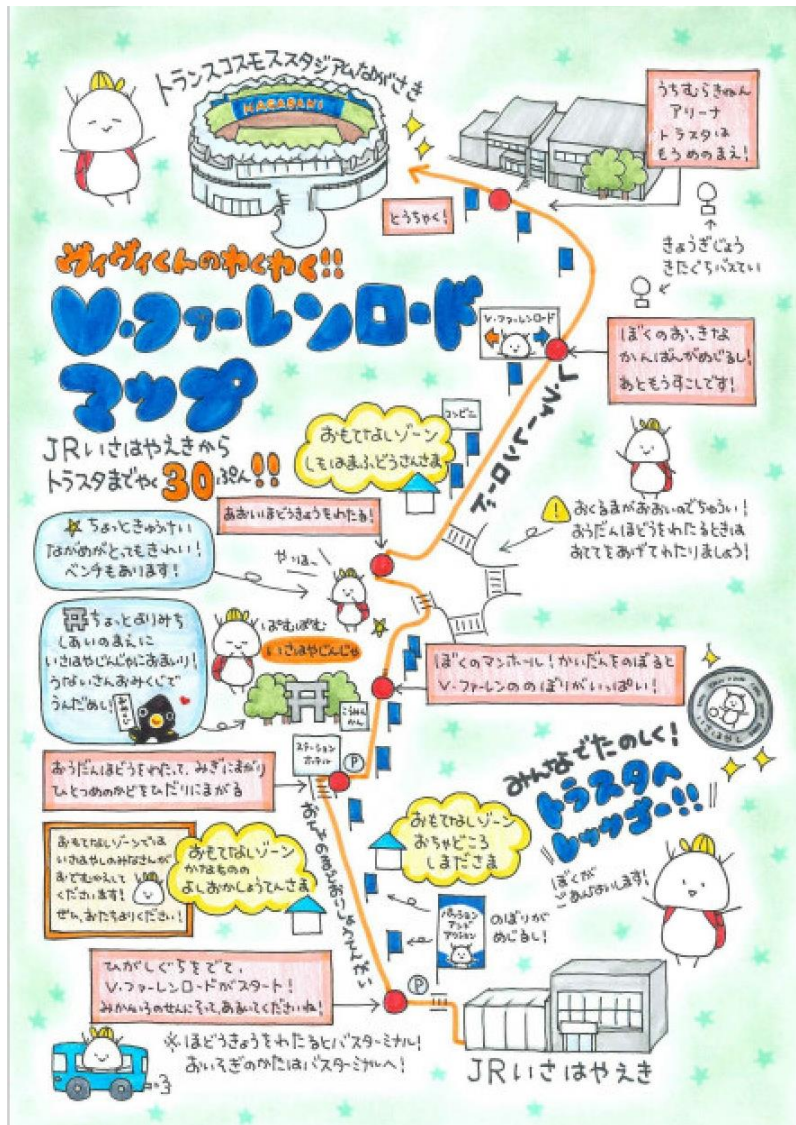 トランスコスモススタジアムながさき
NAGASAKI
うちむらきねん
アリーナ
トラスタは
もうめのまえ!
とうちゃく!
きょうぎじょう
きたぐちバスてい
ヴィヴィくんのわくわく!!
V・ファーレンロード
マップ
V・ファーレンロード
ぼくのおっきな
かんばんがめじるし!
あともうすこしです!
JRいさはやえきから
トラスタまでやく30ぷん!!
コンビニ
おもてなしゾーン
しもはまふどうさんさま
V・ファーレンロード
あおいほどうきょうをわたる!
おくるまがおおいのでちゅうい!
おうだんほどうをわたるときは
おててをあげてわたりましょう!
ちょっときゅうけい
ながめがとってもきれい!
ベンチもあります!
ちょっとよりみち
しあいのまえに
いさはやじんじゃにおまいり!
うないさんおみくじで
うんだめし!
ぱむぱむ
いさはやじんじゃ
こうみんかん
ぼくのマンホール!かいだんをのぼると
V・ファーレンののぼりがいっぱい!
ステーション
ホテル
P
おうだんほどうをわたって、みぎにまがり
ひとつめのかどをひだりにまがる
みんなでたのしく!
トラスタへ
レッツゴー!!
ぼくが
ごあんないします!
おもてなしゾーンでは
いさはやしのみなさんが
おでむかえして
くださいます!
ぜひ、おたちよりください!
おもてなしゾーン
かなものの
よしおかしょうてんさま
おもてなしゾーン
おちゃどころ
しまださま
パッション
アンド
アクション
のぼりが
めじるし!
ひがしぐちをでて、
V・ファーレンロードがスタート!
みかんいろのせんにそって、あるいてくださいね!
P
※ほどうきょうをわたるとバスターミナル!
おいそぎのかたはバスターミナルへ!
JRいさはやえき